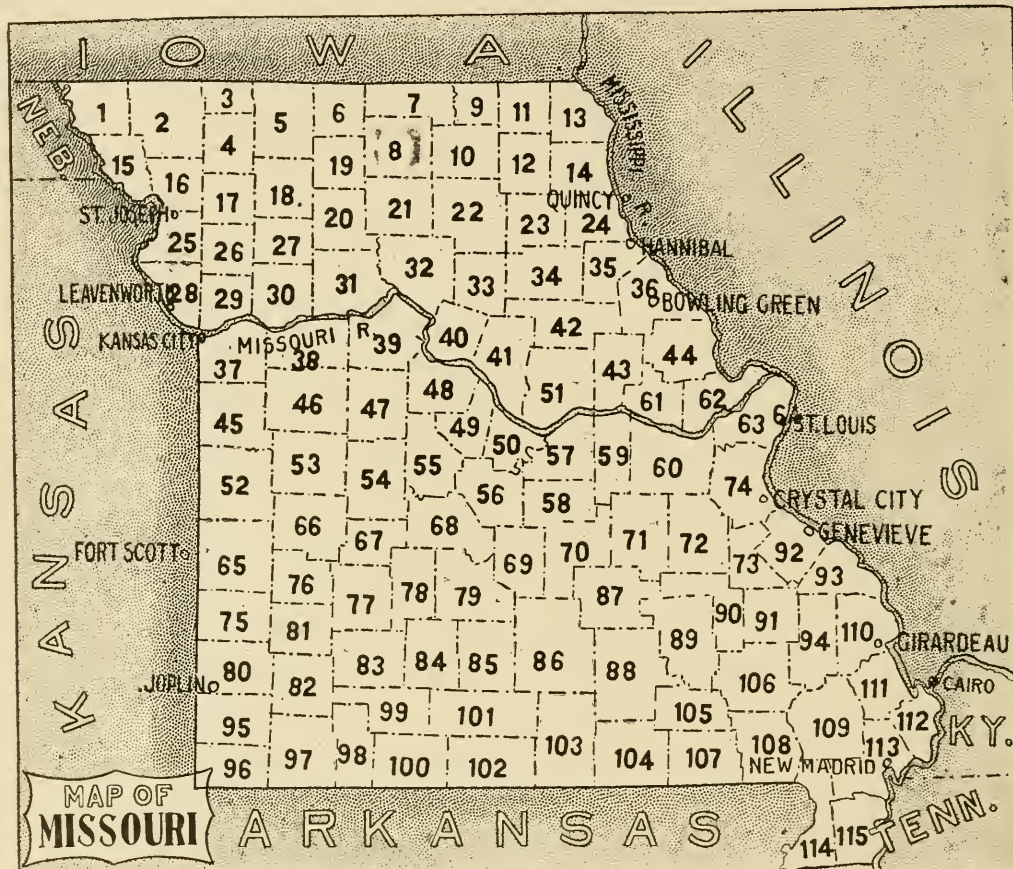 IOWA
ILLINOIS
NEB.
MISSISSIPPI R.
1 2 3 4 5 6 7 8 9 10 11 12 13 14
15 16 17 18 19 20 21 22 23 24
QUINCY
ST. JOSEPH
HANNIBAL
25 26 27 28 29 30 31 32 33 34 35 36
LEAVENWORTH
BOWLING GREEN
KANSAS CITY
MISSOURI R.
37 38 39 40 41 42 43 44
45 46 47 48 49 50 51
52 53 54 55 56 57 58 59 60 61 62 63 6
ST. LOUIS
KANSAS
74
CRYSTAL CITY
GENEVIEVE
FORT SCOTT
65 66 67 68 69 70 71 72 73 92 93
75 76 77 78 79 87 90 91 94 110
GIRARDEAU
80 81 82 83 84 85 86 88 89 106 111
JOPLIN
CAIRO
95 99 101 105 109 112 113
KY.
96 97 98 100 102 103 104 107 108
NEW MADRID
MAP OF
MISSOURI
ARKANSAS
TENN.
114 115